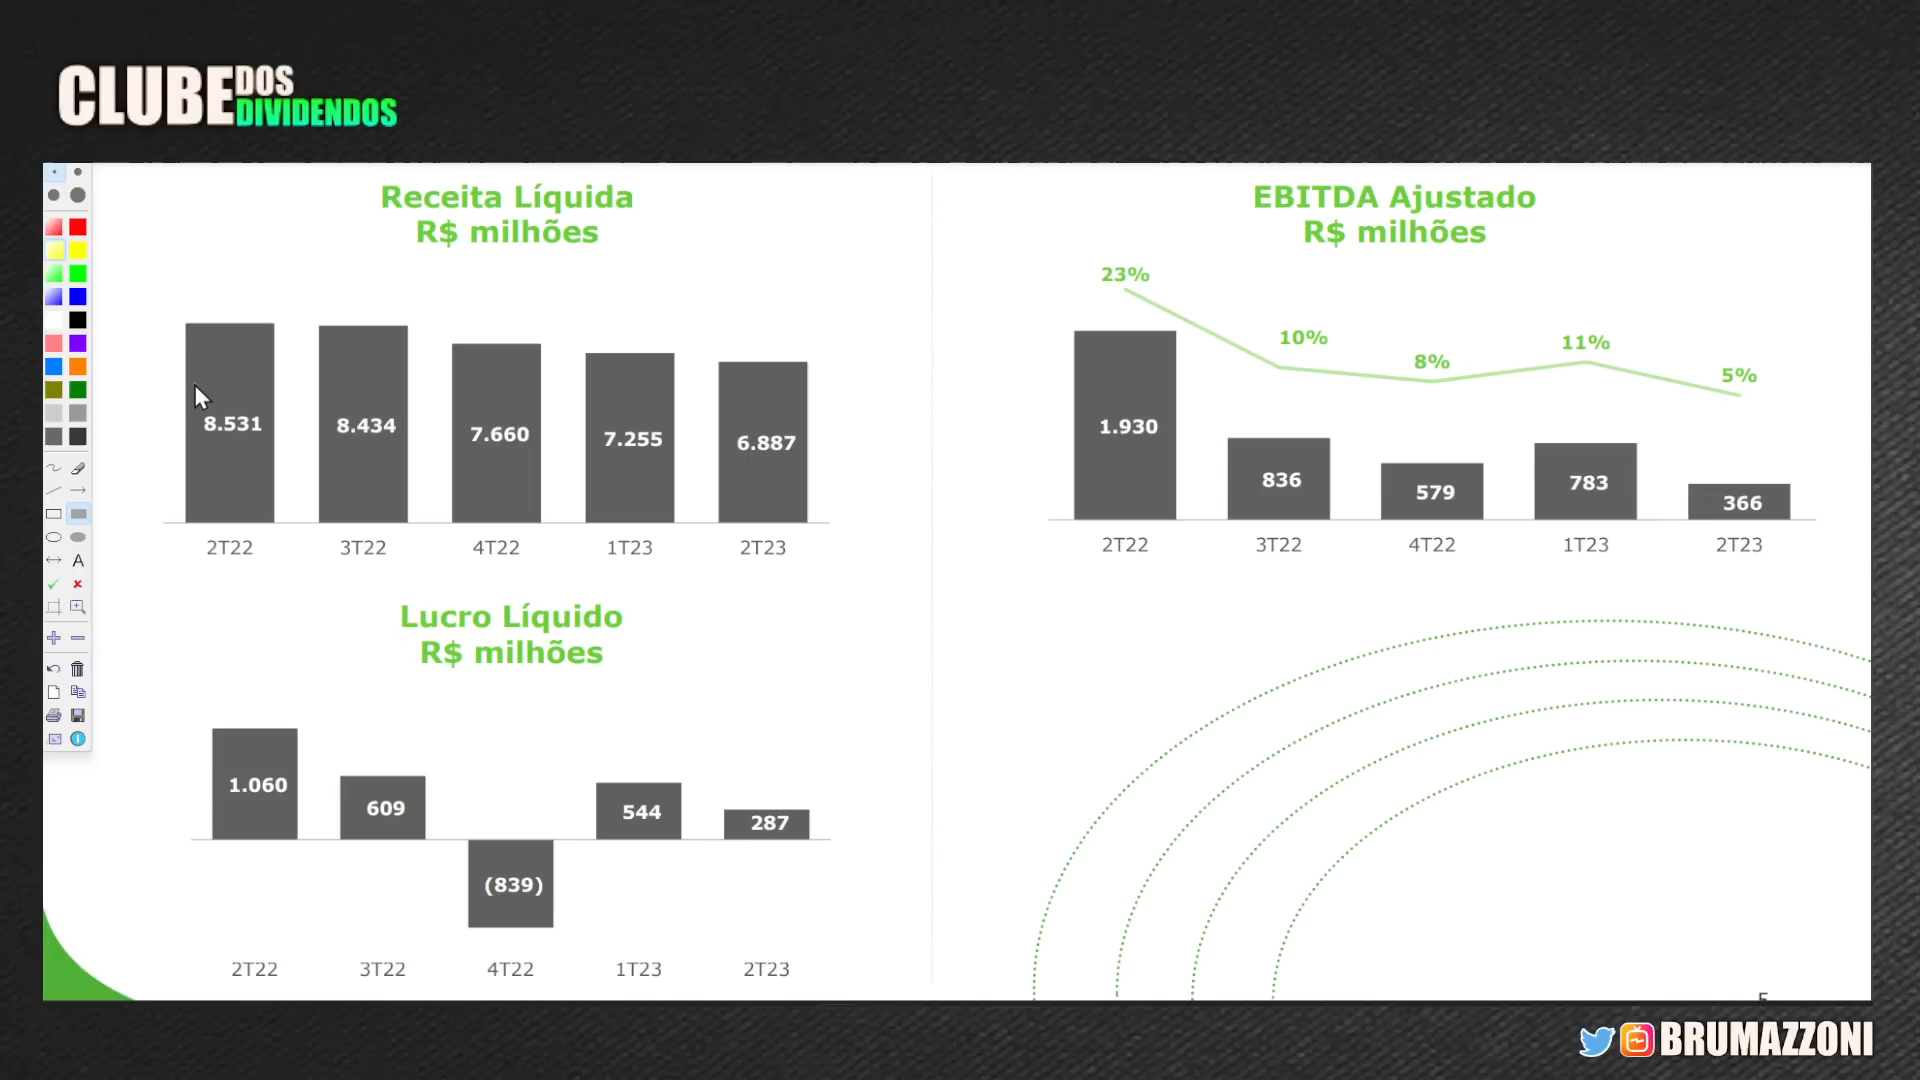 CLUBE DOS
DIVIDENDOS
Receita Líquida
R$ milhões
8.531
8.434
7.660
7.255
6.887
2T22
3T22
4T22
1T23
2T23
EBITDA Ajustado
R$ milhões
23%
10%
8%
11%
5%
1.930
836
579
783
366
2T22
3T22
4T22
1T23
2T23
Lucro Líquido
R$ milhões
1.060
609
(839)
544
287
2T22
3T22
4T22
1T23
2T23
A
BRUMAZZONI